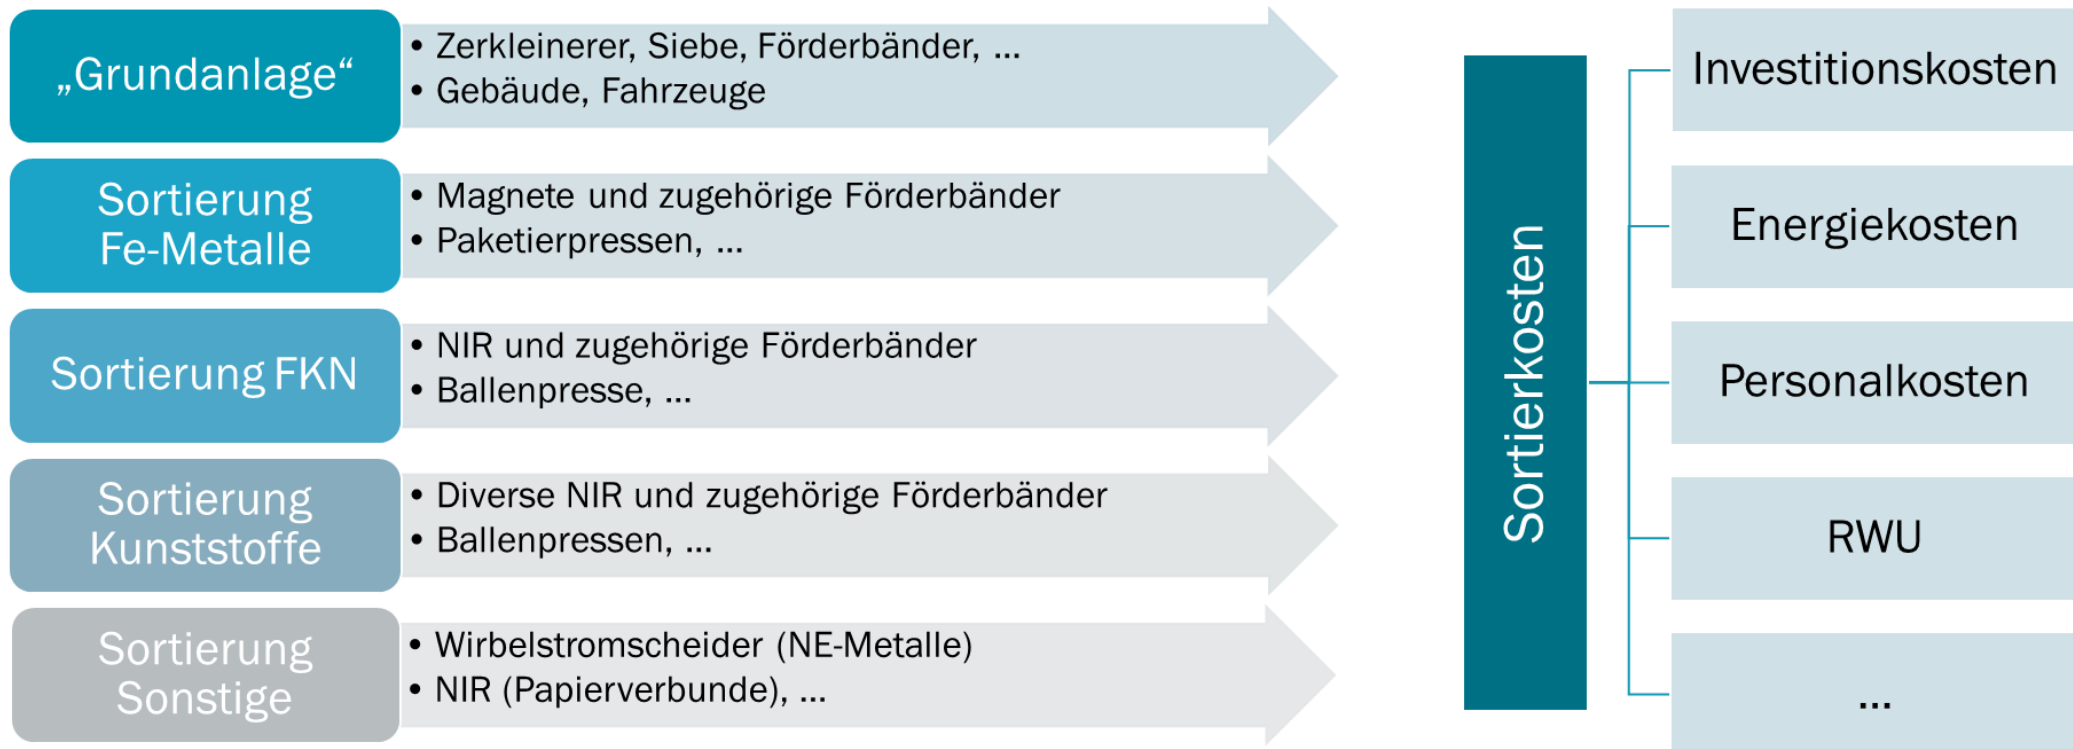 „Grundanlage“
• Zerkleinerer, Siebe, Förderbänder, ...
• Gebäude, Fahrzeuge
Sortierung
Fe-Metalle
• Magnete und zugehörige Förderbänder
• Paketierpressen, ...
Sortierung FKN
• NIR und zugehörige Förderbänder
• Ballenpresse, ...
Sortierung
Kunststoffe
• Diverse NIR und zugehörige Förderbänder
• Ballenpressen, ...
Sortierung
Sonstige
• Wirbelstromscheider (NE-Metalle)
• NIR (Papierverbunde), ...
Sortierkosten
Investitionskosten
Energiekosten
Personalkosten
RWU
...